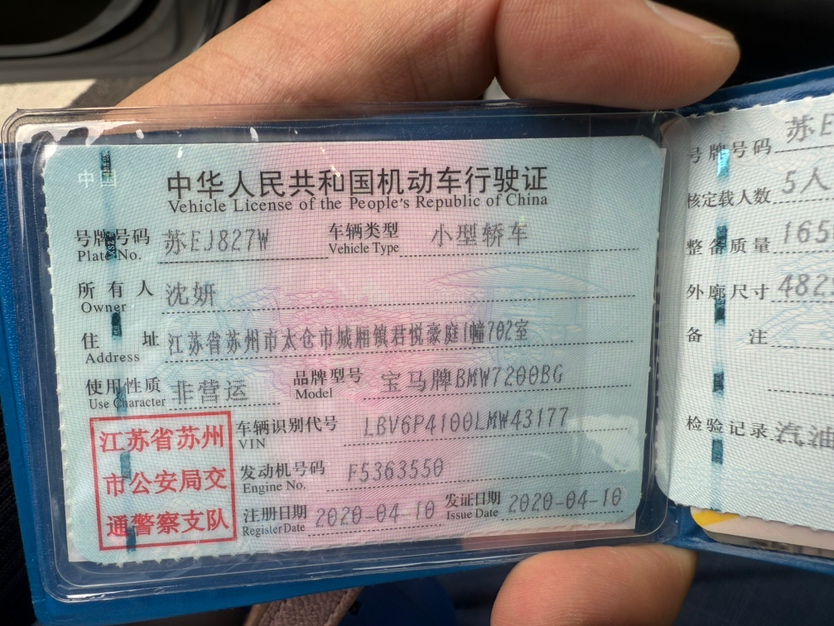 中国
中华人民共和国机动车行驶证
Vehicle License of the People's Republic of China
号牌号码 苏EJ827W 车辆类型 小型轿车
Plate No. Vehicle Type
所有人 沈妍
Owner
住址 江苏省苏州市太仓市城厢镇君悦豪庭1幢702室
Address
使用性质 非营运 品牌型号 宝马牌BMW7200BG
Use Character Model
江苏省苏州
市公安局交
通警察支队
车辆识别代号 LBV6P4100LMW43177
VIN
发动机号码 F5363550
Engine No.
注册日期 2020-04-10 发证日期 2020-04-10
Register Date Issue Date
号牌号码 苏E
核定载人数 5人
整备质量 165
外廓尺寸 482
备注
检验记录 汽油